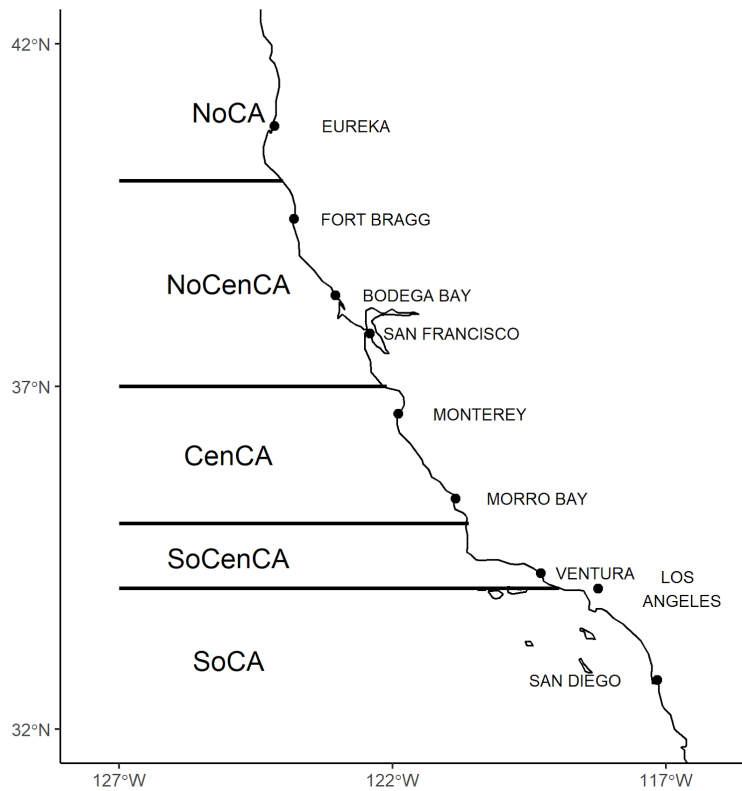 42°N
NoCA
EUREKA
FORT BRAGG
NoCenCA
BODEGA BAY
SAN FRANCISCO
37°N
MONTEREY
CenCA
MORRO BAY
SoCenCA
VENTURA
LOS
ANGELES
SoCA
SAN DIEGO
32°N
127°W
122°W
117°W